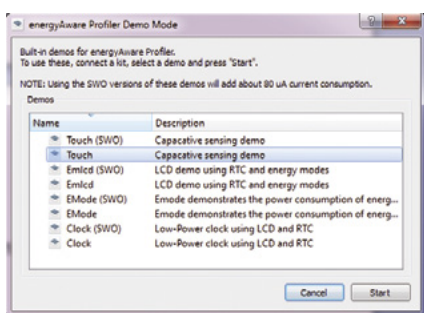 energyAware Profiler Demo Mode
Built-in demos for energyAware Profiler.
To use these, connect a kit, select a demo and press "Start".
NOTE: Using the SWO versions of these demos will add about 80 uA current consumption.
Demos
Name Description
Touch (SWO) Capacative sensing demo
Touch Capacative sensing demo
Emlcd (SWO) LCD demo using RTC and energy modes
Emlcd LCD demo using RTC and energy modes
EMode (SWO) Emode demonstrates the power consumption of energ...
EMode Emode demonstrates the power consumption of energ...
Clock (SWO) Low-Power clock using LCD and RTC
Clock Low-Power clock using LCD and RTC
Cancel Start